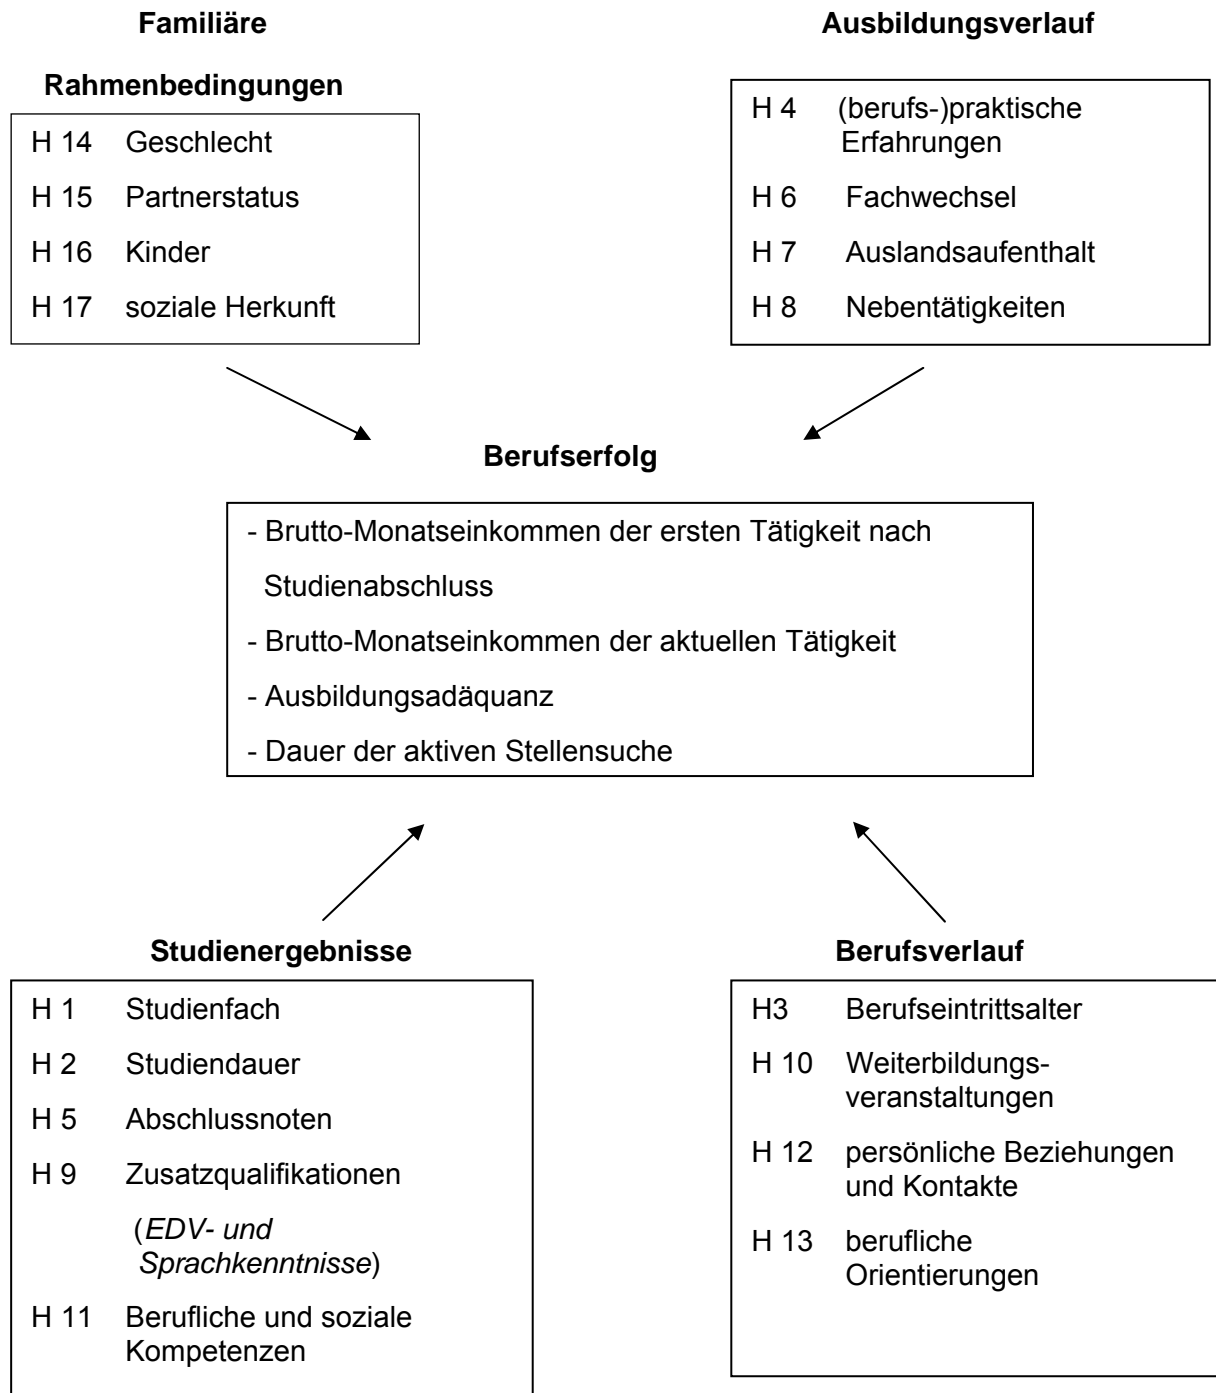 Familiäre
Rahmenbedingungen
H 14 Geschlecht
H 15 Partnerstatus
H 16 Kinder
H 17 soziale Herkunft
Ausbildungsverlauf
H 4 (berufs-)praktische
Erfahrungen
H 6 Fachwechsel
H 7 Auslandsaufenthalt
H 8 Nebentätigkeiten
Berufserfolg
- Brutto-Monatseinkommen der ersten Tätigkeit nach
Studienabschluss
- Brutto-Monatseinkommen der aktuellen Tätigkeit
- Ausbildungsadäquanz
- Dauer der aktiven Stellensuche
Studienergebnisse
H 1 Studienfach
H 2 Studiendauer
H 5 Abschlussnoten
H 9 Zusatzqualifikationen
(EDV- und
Sprachkenntnisse)
H 11 Berufliche und soziale
Kompetenzen
Berufsverlauf
H3 Berufseintrittsalter
H 10 Weiterbildungs-
veranstaltungen
H 12 persönliche Beziehungen
und Kontakte
H 13 berufliche
Orientierungen